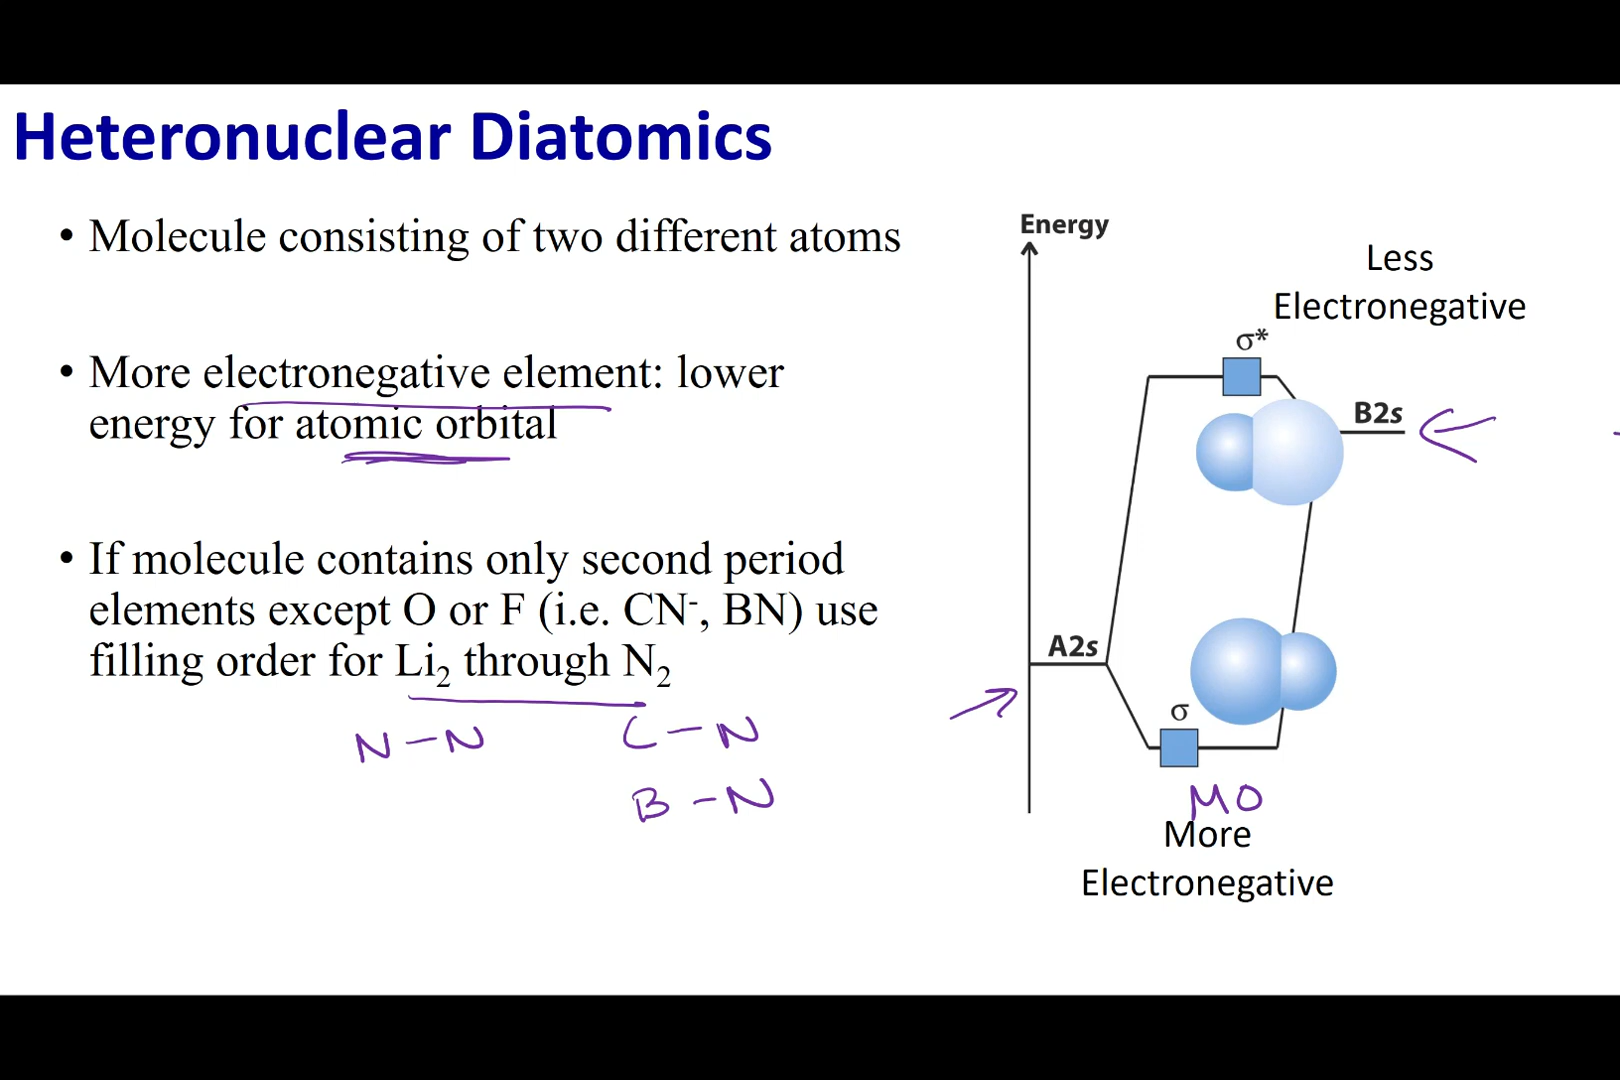 Heteronuclear Diatomics
• Molecule consisting of two different atoms
• More electronegative element: lower
energy for atomic orbital
• If molecule contains only second period
elements except O or F (i.e. CN⁻, BN) use
filling order for Li₂ through N₂
N-N
C-N
B-N
Energy
Less
Electronegative
σ*
B2s
A2s
σ
MO
More
Electronegative